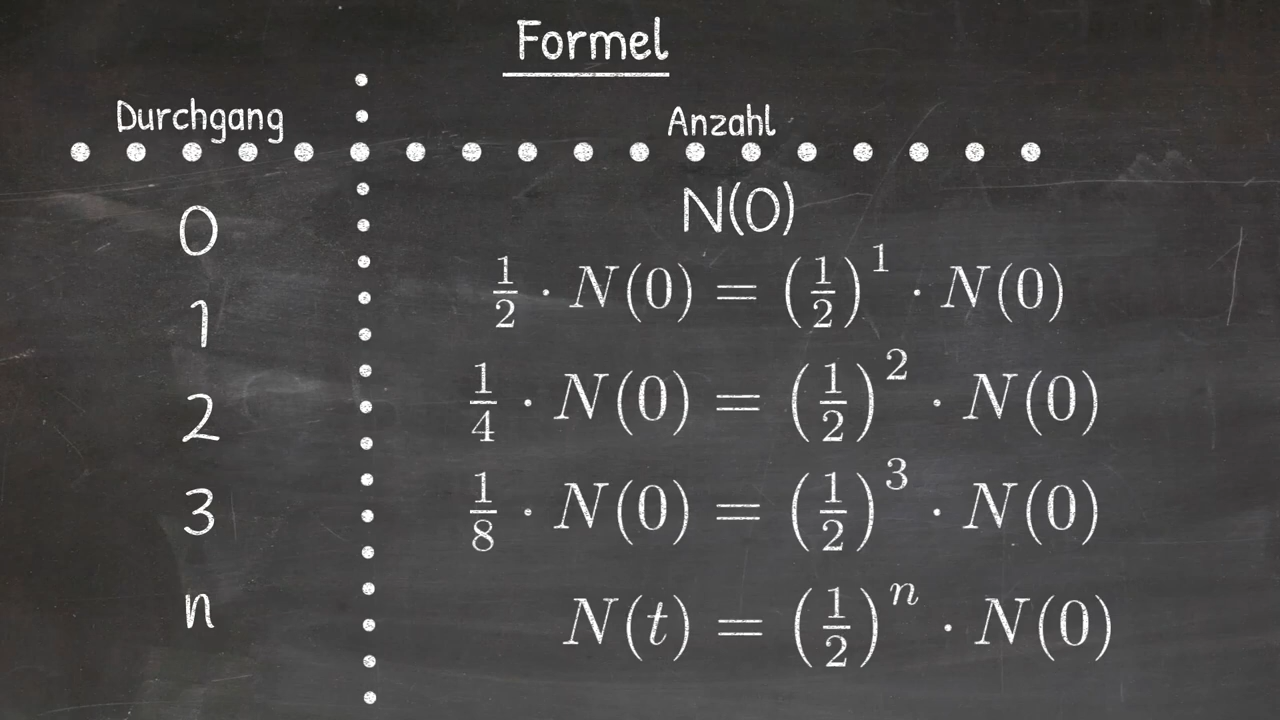 Formel
Durchgang Anzahl
0 N(0)
1 1/2 · N(0) = (1/2)^1 · N(0)
2 1/4 · N(0) = (1/2)^2 · N(0)
3 1/8 · N(0) = (1/2)^3 · N(0)
n N(t) = (1/2)^n · N(0)